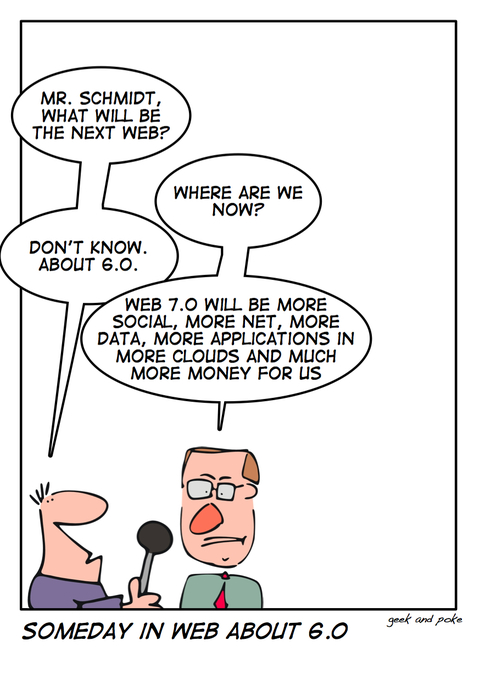 MR. SCHMIDT,
WHAT WILL BE
THE NEXT WEB?
WHERE ARE WE
NOW?
DON'T KNOW.
ABOUT 6.0.
WEB 7.0 WILL BE MORE
SOCIAL, MORE NET, MORE
DATA, MORE APPLICATIONS IN
MORE CLOUDS AND MUCH
MORE MONEY FOR US
geek and poke
SOMEDAY IN WEB ABOUT 6.0